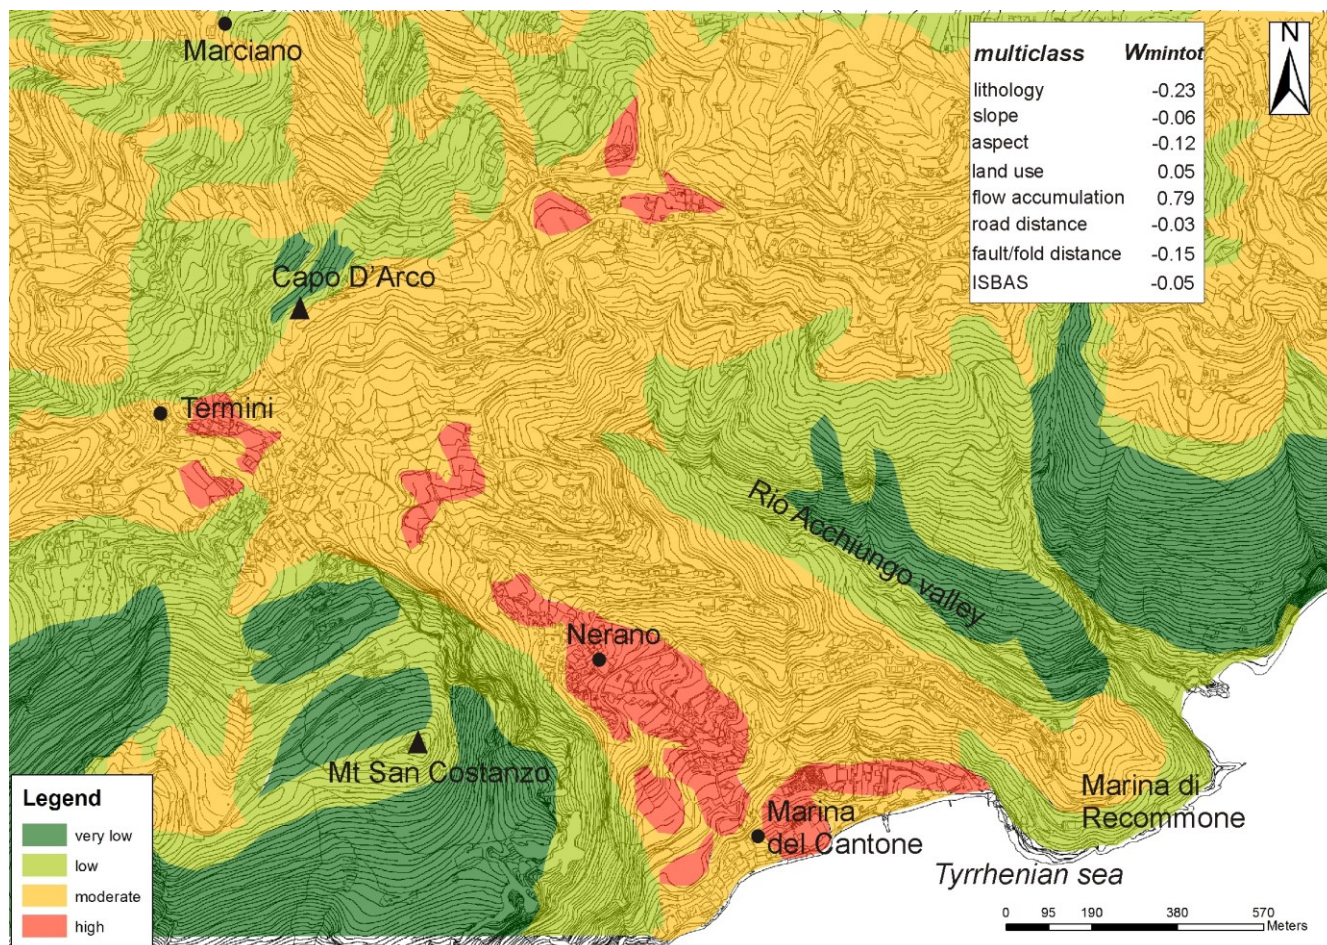 Marciano
N
multiclass Wmintot
lithology -0.23
slope -0.06
aspect -0.12
land use 0.05
flow accumulation 0.79
road distance -0.03
fault/fold distance -0.15
ISBAS -0.05
Capo D'Arco
Termini
Rio Acchiungo valley
Nerano
Mt San Costanzo
Marina
del Cantone
Marina di
Recommone
Tyrrhenian sea
Legend
very low
low
moderate
high
0 95 190 380 570
Meters